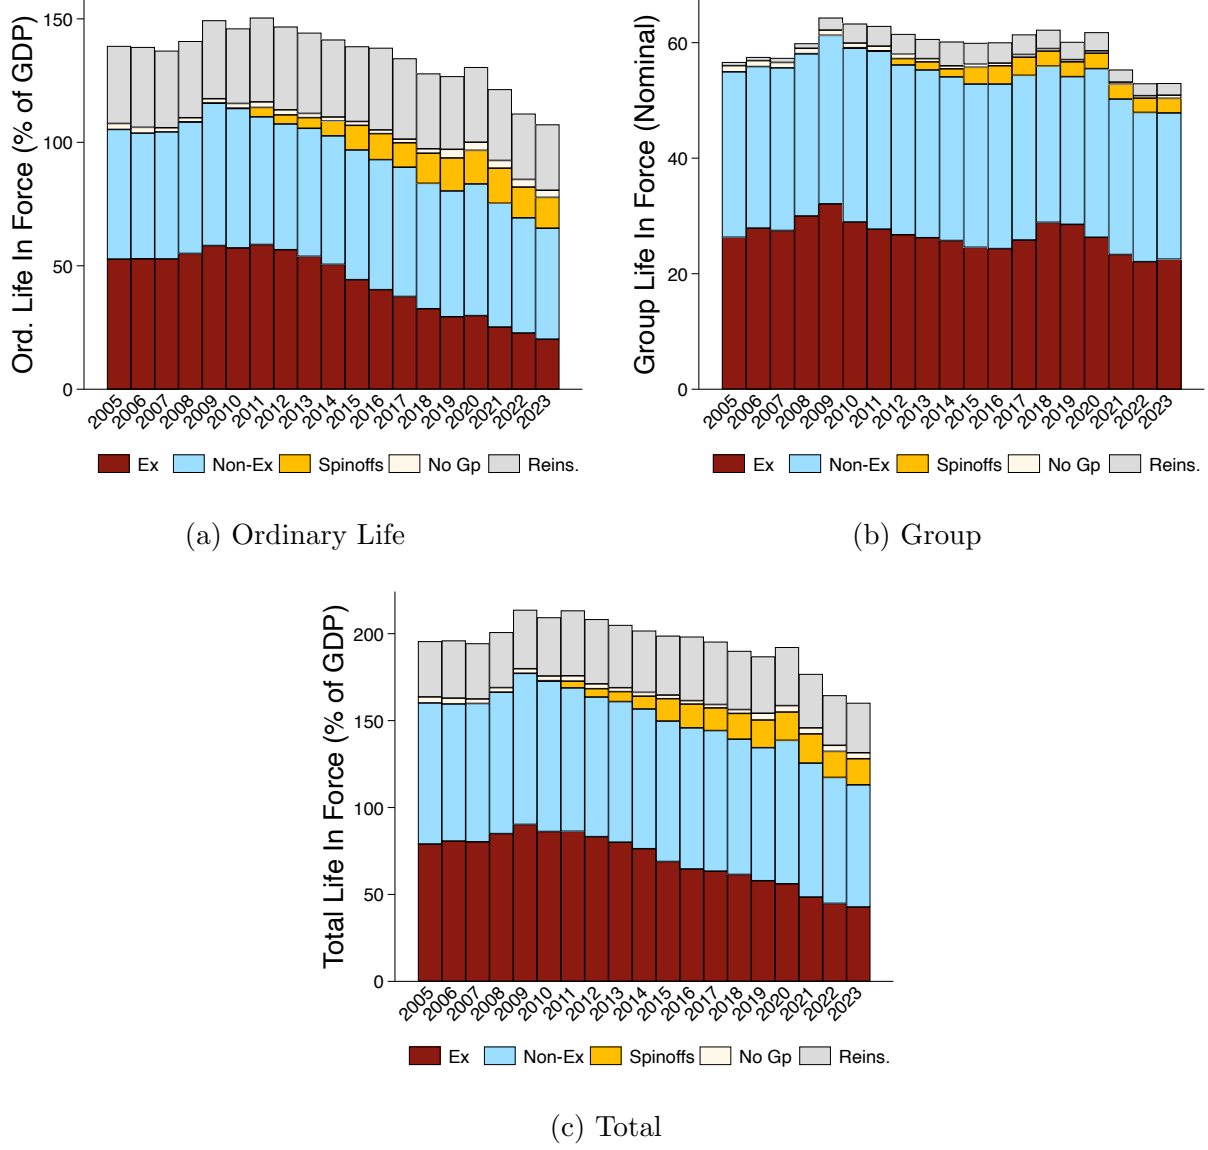 Ord. Life In Force (% of GDP)
150
100
50
0
2005 2006 2007 2008 2009 2010 2011 2012 2013 2014 2015 2016 2017 2018 2019 2020 2021 2022 2023
Ex Non-Ex Spinoffs No Gp Reins.
(a) Ordinary Life
Group Life In Force (Nominal)
60
40
20
0
2005 2006 2007 2008 2009 2010 2011 2012 2013 2014 2015 2016 2017 2018 2019 2020 2021 2022 2023
Ex Non-Ex Spinoffs No Gp Reins.
(b) Group
Total Life In Force (% of GDP)
200
150
100
50
0
2005 2006 2007 2008 2009 2010 2011 2012 2013 2014 2015 2016 2017 2018 2019 2020 2021 2022 2023
Ex Non-Ex Spinoffs No Gp Reins.
(c) Total